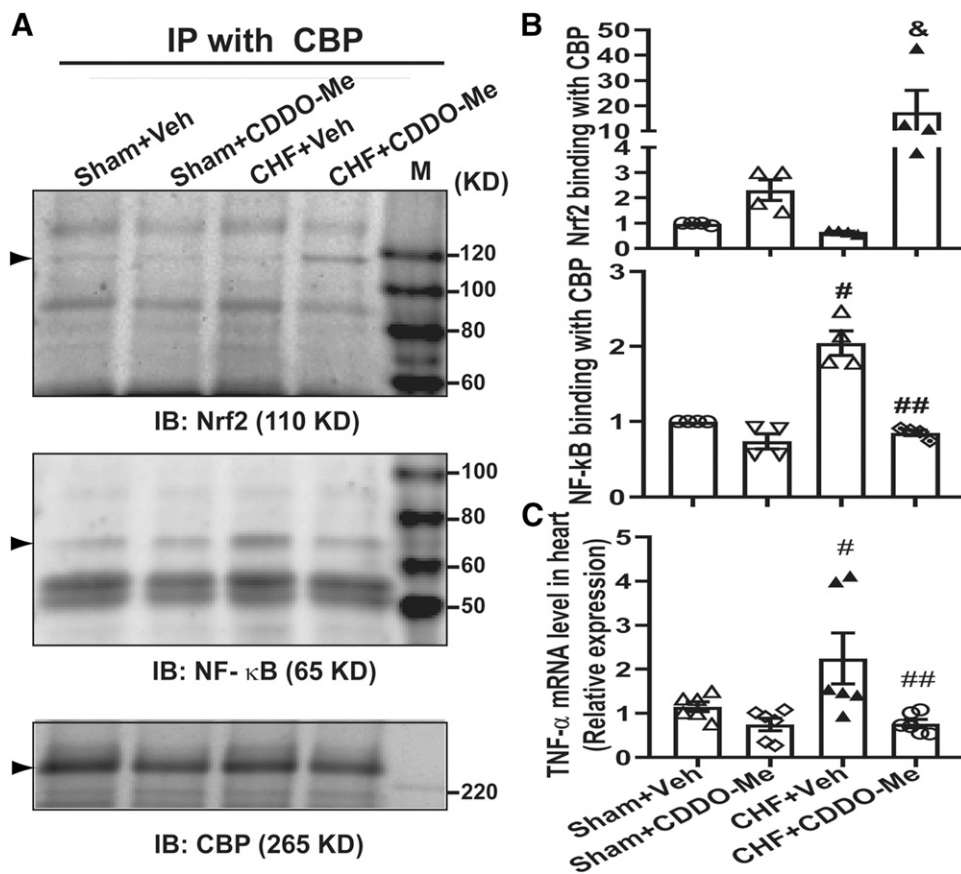 A
IP with CBP
Sham+Veh
Sham+CDDO-Me
CHF+Veh
CHF+CDDO-Me
M
(KD)
120
100
80
60
IB: Nrf2 (110 KD)
100
80
60
50
IB: NF- κB (65 KD)
220
IB: CBP (265 KD)
B
Nrf2 binding with CBP
50
40
30
20
10
4
2
1
0
&
NF-kB binding with CBP
3
2
1
0
#
##
C
TNF-α mRNA level in heart
(Relative expression)
5
4
3
2
1
0
#
##
Sham+Veh
Sham+CDDO-Me
CHF+Veh
CHF+CDDO-Me